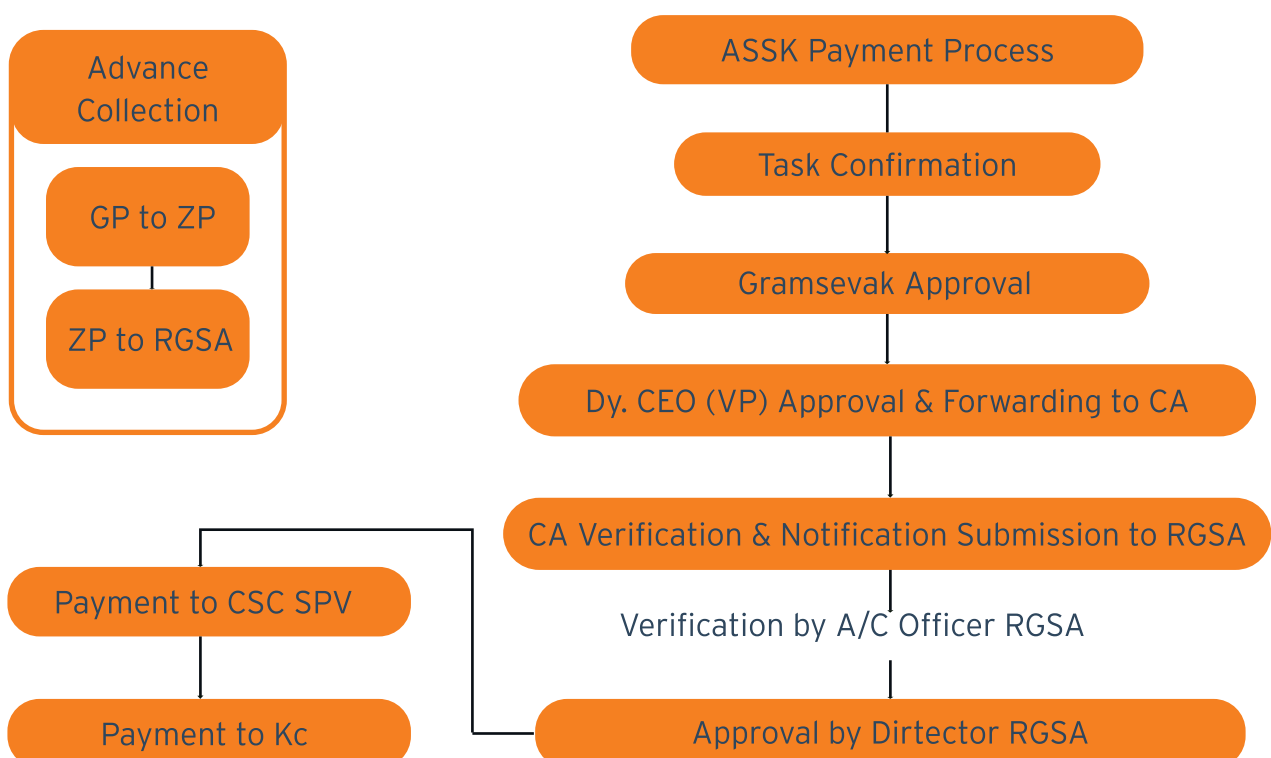 Advance
Collection
GP to ZP
ZP to RGSA
ASSK Payment Process
Task Confirmation
Gramsevak Approval
Dy. CEO (VP) Approval & Forwarding to CA
CA Verification & Notification Submission to RGSA
Verification by A/C Officer RGSA
Approval by Dirtector RGSA
Payment to CSC SPV
Payment to Kc